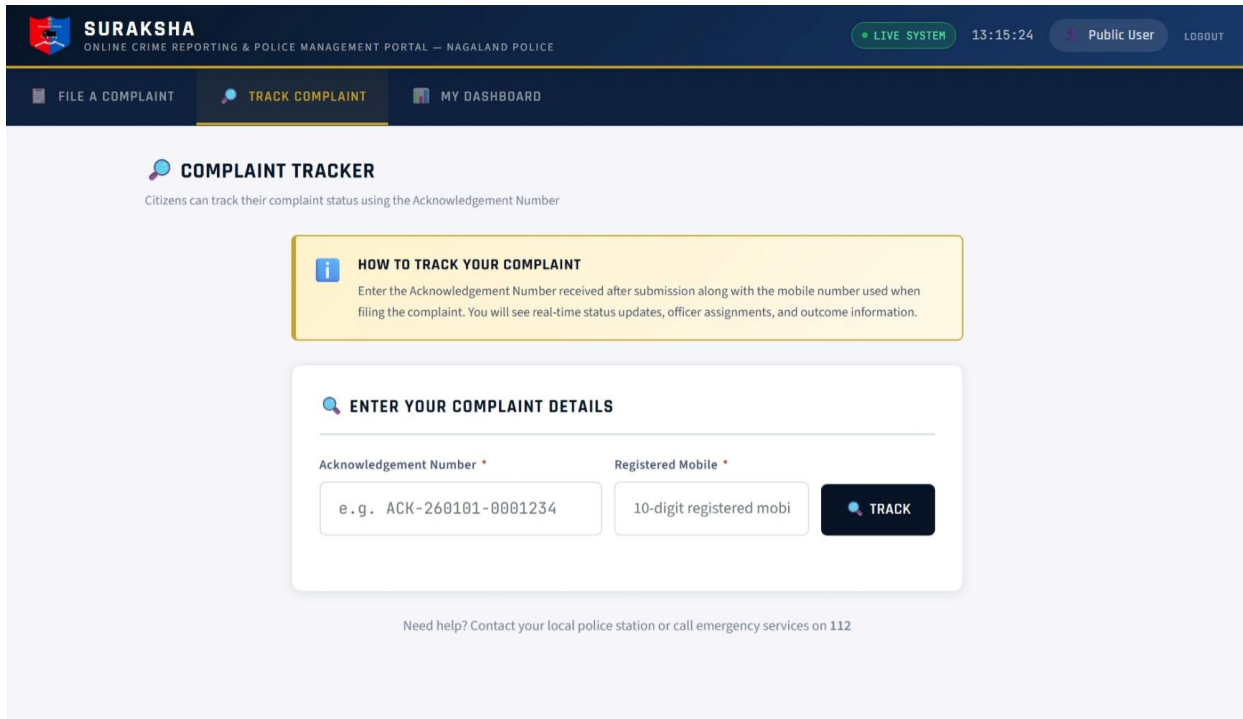 SURAKSHA
ONLINE CRIME REPORTING & POLICE MANAGEMENT PORTAL — NAGALAND POLICE
LIVE SYSTEM
13:15:24
Public User
LOGOUT
FILE A COMPLAINT
TRACK COMPLAINT
MY DASHBOARD
COMPLAINT TRACKER
Citizens can track their complaint status using the Acknowledgement Number
HOW TO TRACK YOUR COMPLAINT
Enter the Acknowledgement Number received after submission along with the mobile number used when
filing the complaint. You will see real-time status updates, officer assignments, and outcome information.
ENTER YOUR COMPLAINT DETAILS
Acknowledgement Number *
Registered Mobile *
e.g. ACK-260101-0001234
10-digit registered mobi
TRACK
Need help? Contact your local police station or call emergency services on 112